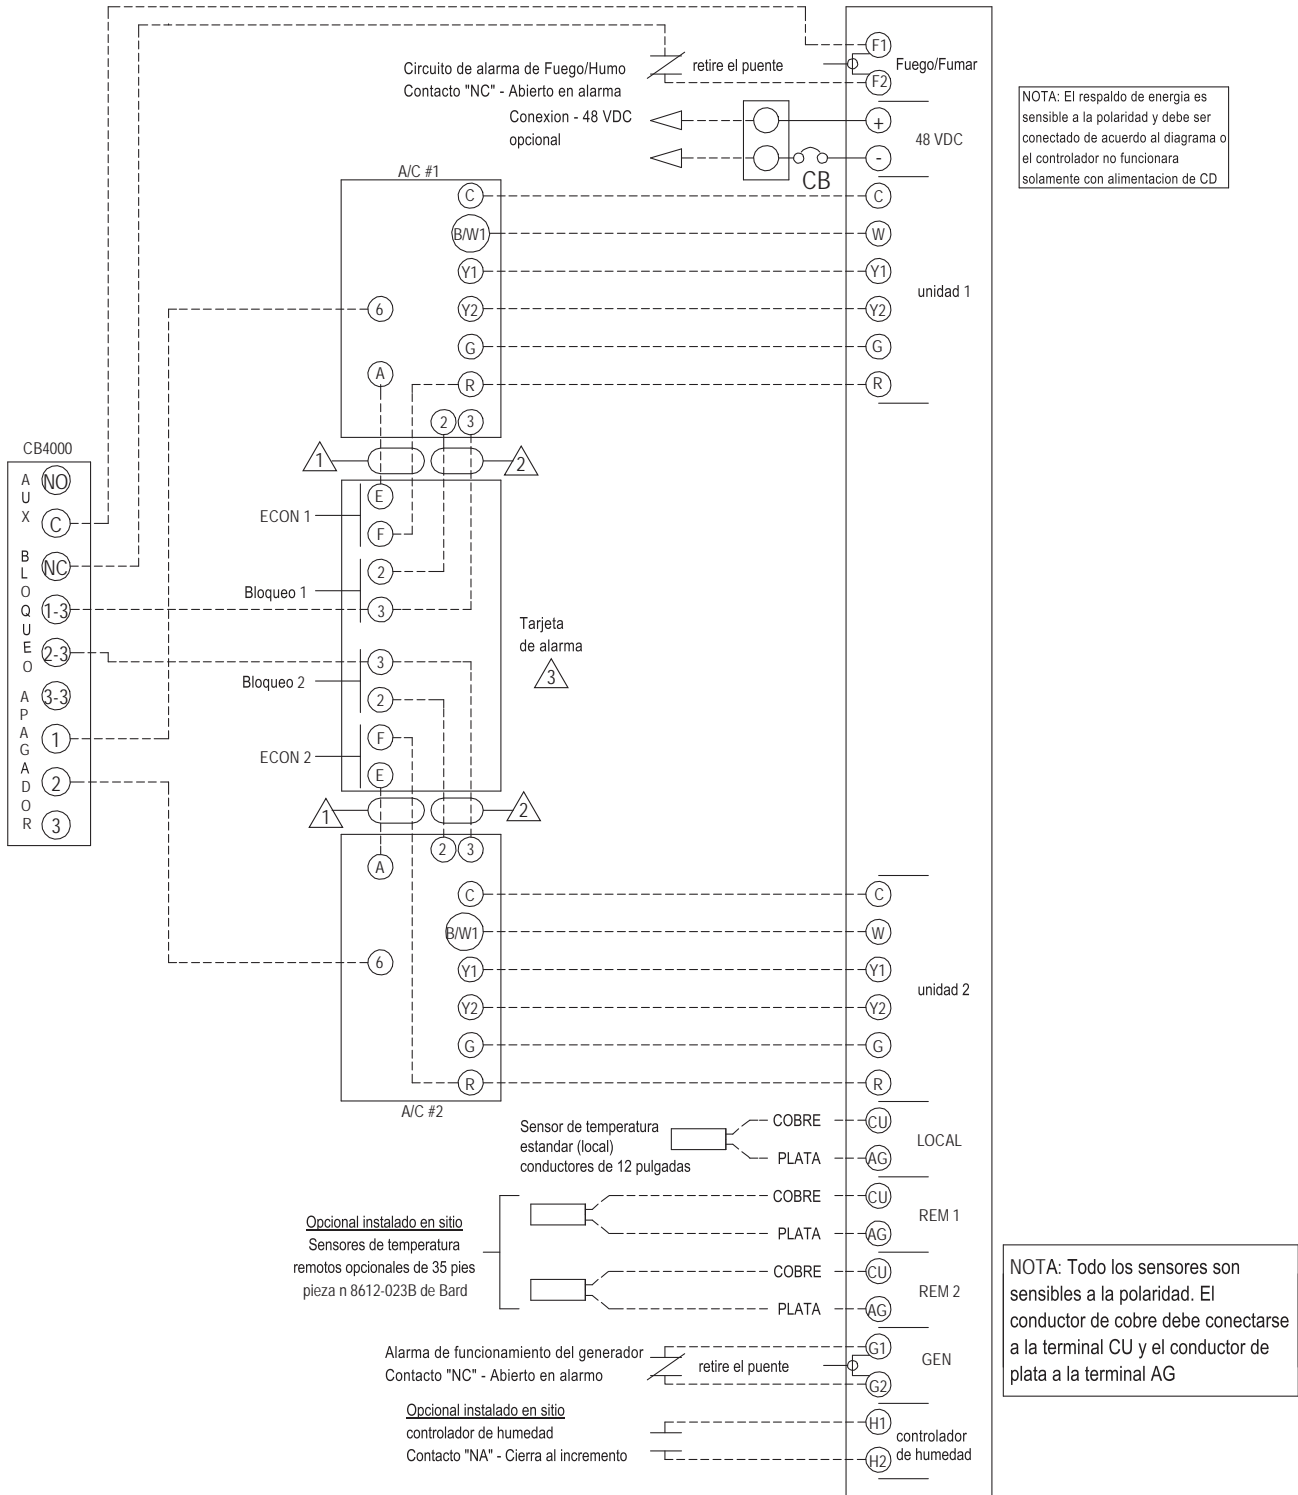 F1
Fuego/Fumar
F2
Circuito de alarma de Fuego/Humo
Contacto "NC" - Abierto en alarma
retire el puente
Conexion - 48 VDC
opcional
+
48 VDC
-
CB
NOTA: El respaldo de energia es
sensible a la polaridad y debe ser
conectado de acuerdo al diagrama o
el controlador no funcionara
solamente con alimentacion de CD
A/C #1
C
B/W1
Y1
Y2
G
R
6
A
2
3
C
W
Y1
Y2
G
R
unidad 1
CB4000
AUX BLOQUEO APAGADOR
NO
C
NC
1-3
2-3
3-3
1
2
3
1
2
ECON 1
E
F
Bloqueo 1
2
3
Tarjeta
de alarma
3
Bloqueo 2
3
2
ECON 2
F
E
1
2
2
3
A
6
C
B/W1
Y1
Y2
G
R
A/C #2
C
W
Y1
Y2
G
R
unidad 2
Sensor de temperatura
estandar (local)
conductores de 12 pulgadas
COBRE
CU
PLATA
AG
LOCAL
Opcional instalado en sitio
Sensores de temperatura
remotos opcionales de 35 pies
pieza n 8612-023B de Bard
COBRE
CU
PLATA
AG
REM 1
COBRE
CU
PLATA
AG
REM 2
NOTA: Todo los sensores son
sensibles a la polaridad. El
conductor de cobre debe conectarse
a la terminal CU y el conductor de
plata a la terminal AG
Alarma de funcionamiento del generador
Contacto "NC" - Abierto en alarmo
retire el puente
G1
GEN
G2
Opcional instalado en sitio
controlador de humedad
Contacto "NA" - Cierra al incremento
H1
controlador
de humedad
H2